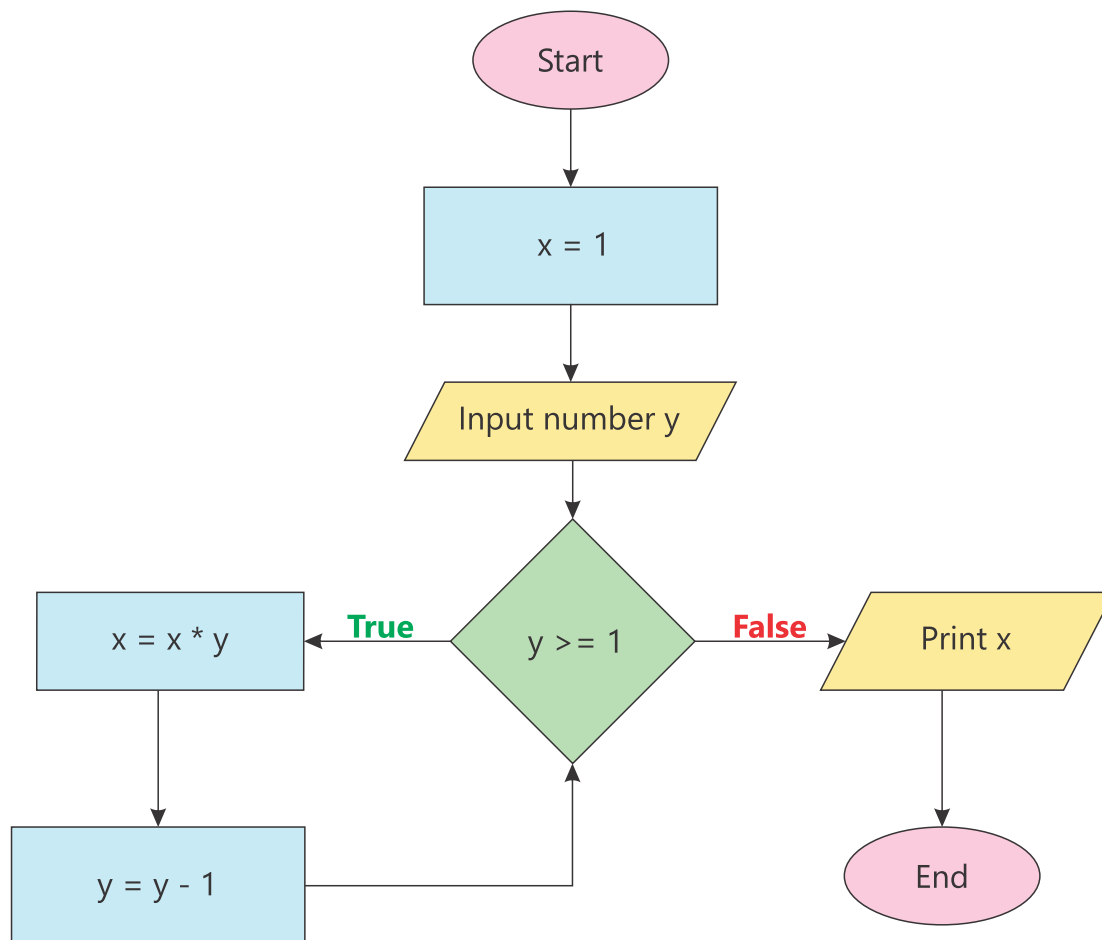 Start
x = 1
Input number y
y >= 1
True
False
x = x * y
Print x
y = y - 1
End